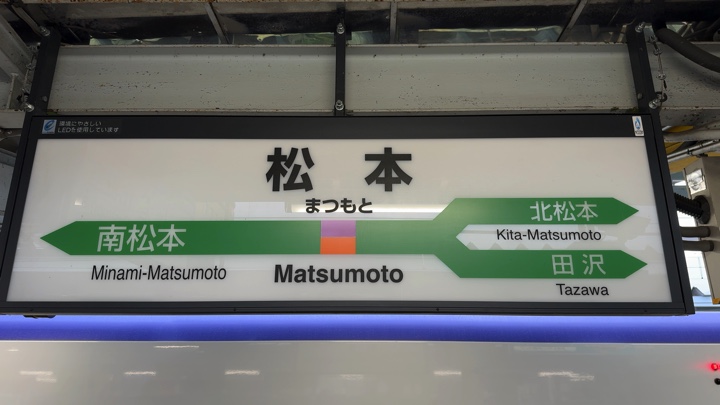 環境にやさしい
LEDを使用しています
松本
まつもと
南松本
Minami-Matsumoto
Matsumoto
北松本
Kita-Matsumoto
田沢
Tazawa